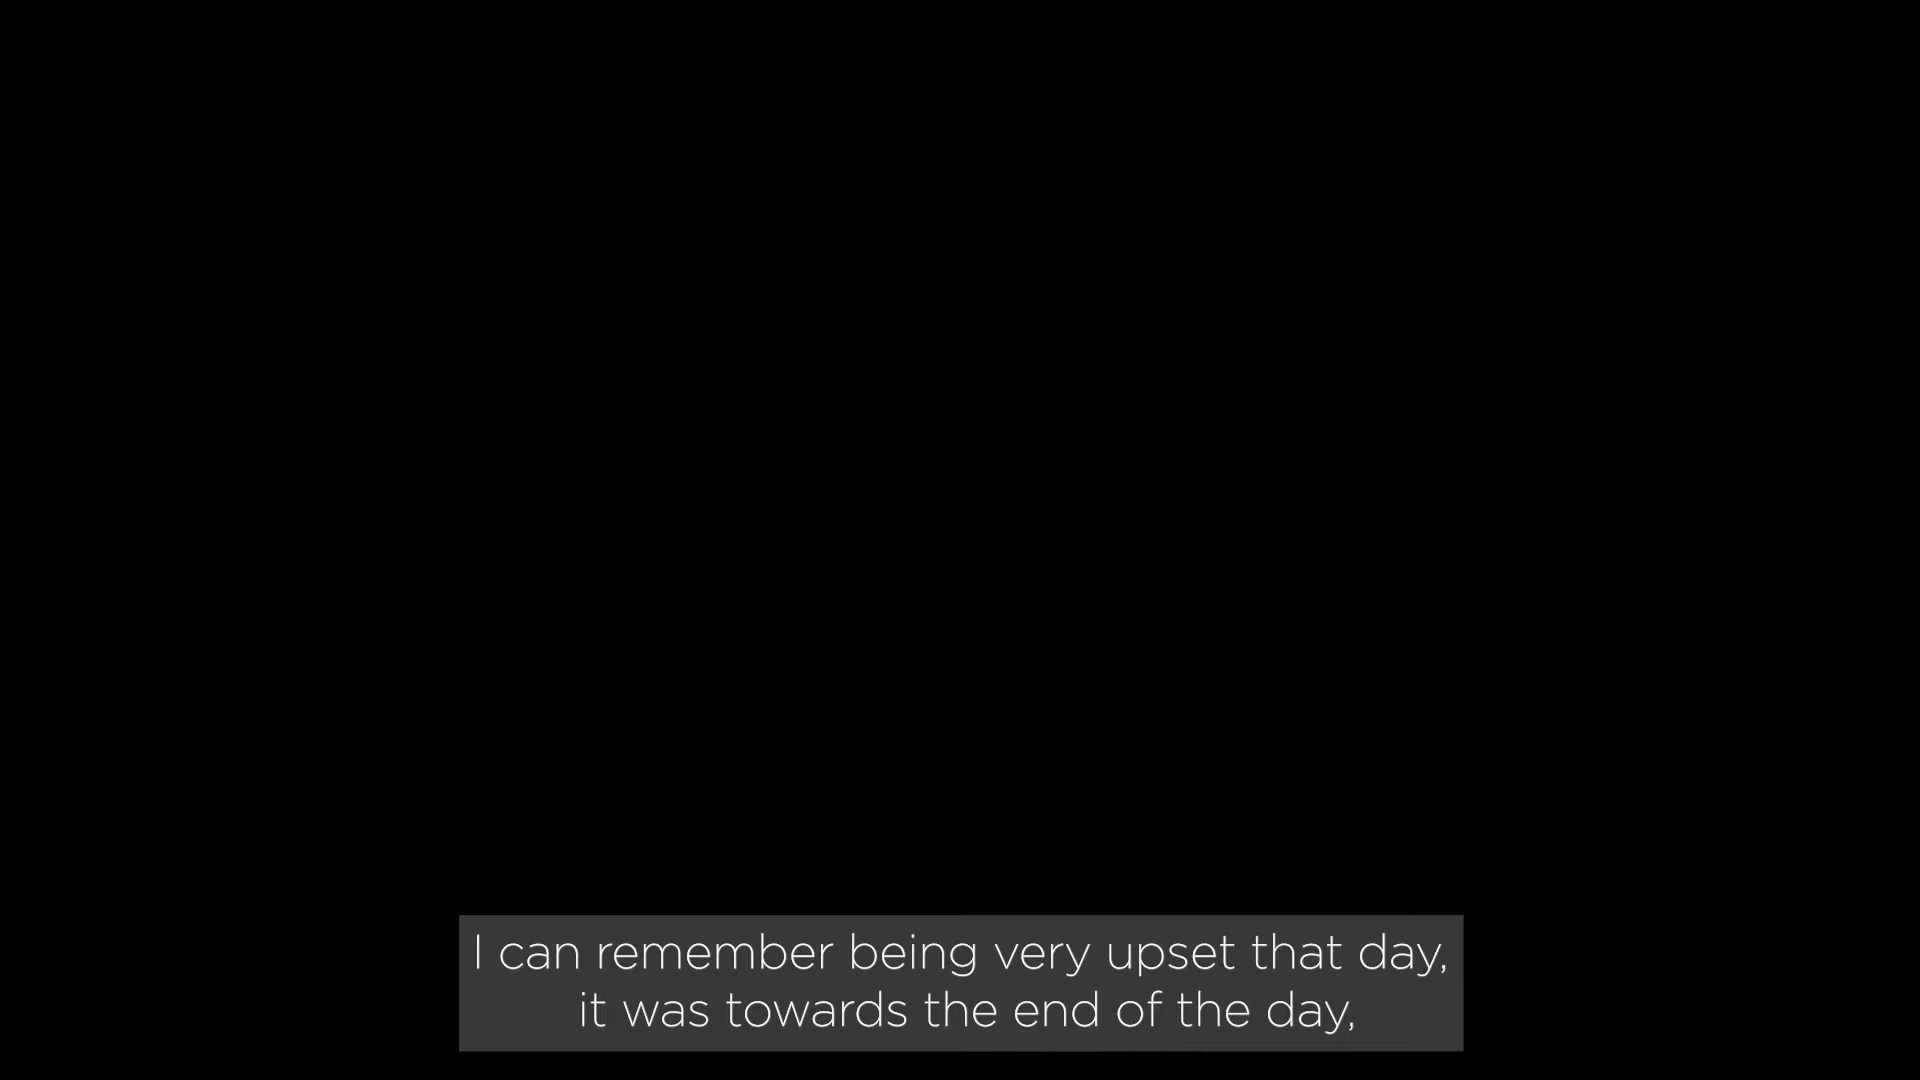 I can remember being very upset that day,
it was towards the end of the day,